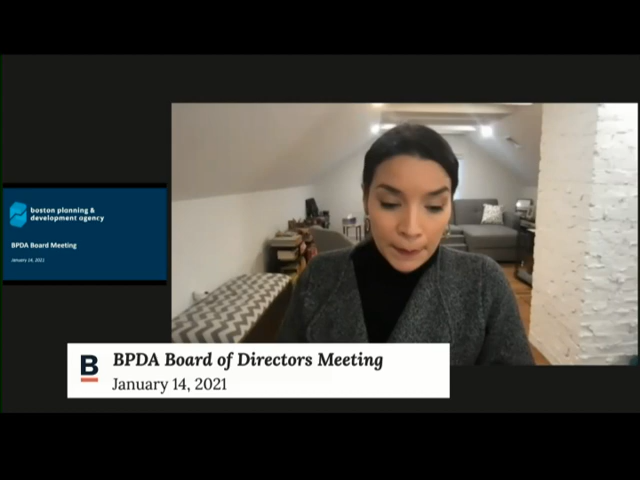 boston planning &
development agency
BPDA Board Meeting
January 14, 2021
B
BPDA Board of Directors Meeting
January 14, 2021